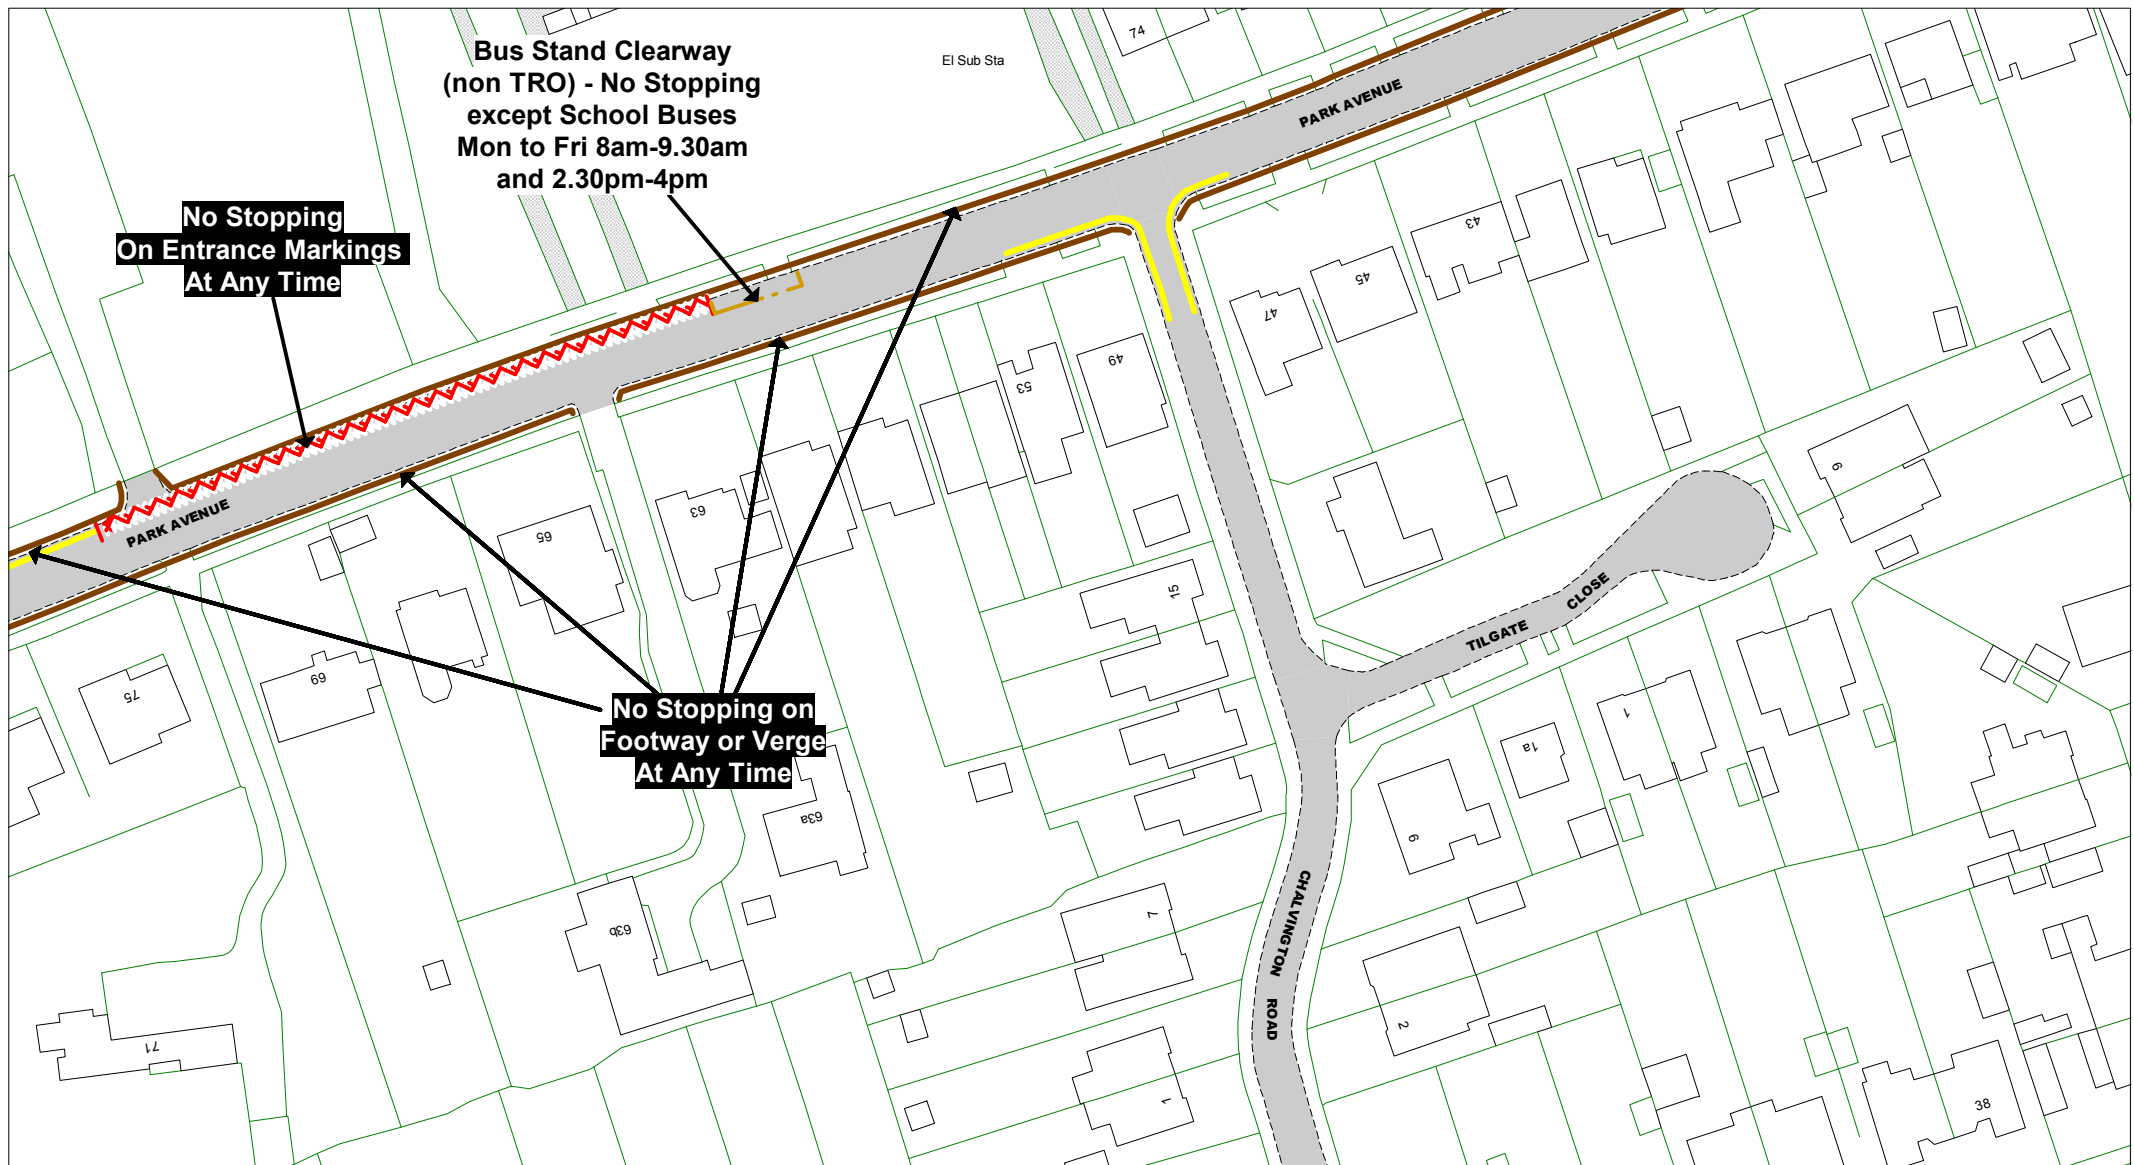 74
El Sub Sta
Bus Stand Clearway
(non TRO) - No Stopping
except School Buses
Mon to Fri 8am-9.30am
and 2.30pm-4pm
PARK AVENUE
No Stopping
On Entrance Markings
At Any Time
43
45
47
49
53
63
65
PARK AVENUE
9
15
CLOSE
TILGATE
69
75
No Stopping on
Footway or Verge
At Any Time
1
1a
63a
9
63b
7
CHALVINGTON
ROAD
2
71
1
38